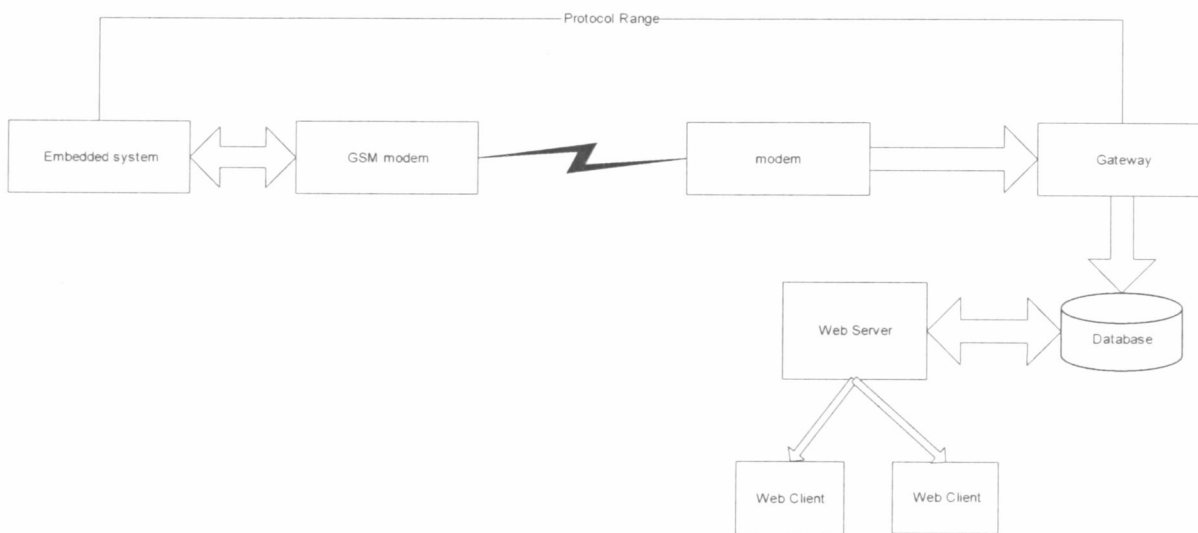 Protocol Range
Embedded system
GSM modem
modem
Gateway
Web Server
Database
Web Client
Web Client